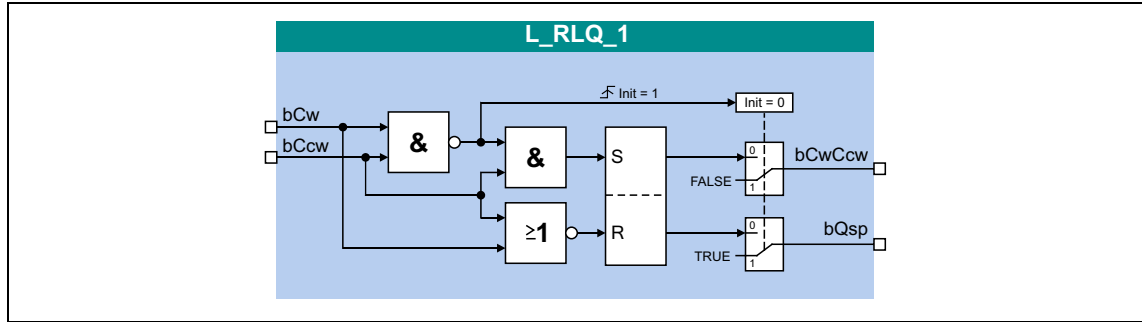 L_RLQ_1
Init = 1
Init = 0
bCw
bCcw
&
&
S
0
bCwCcw
FALSE
1
≥1
R
0
bQsp
TRUE
1